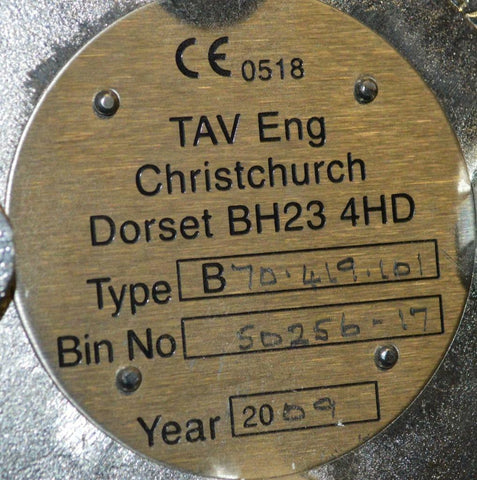 CE 0518
TAV Eng
Christchurch
Dorset BH23 4HD
Type B70.419.101
Bin No 50256-17
Year 2009